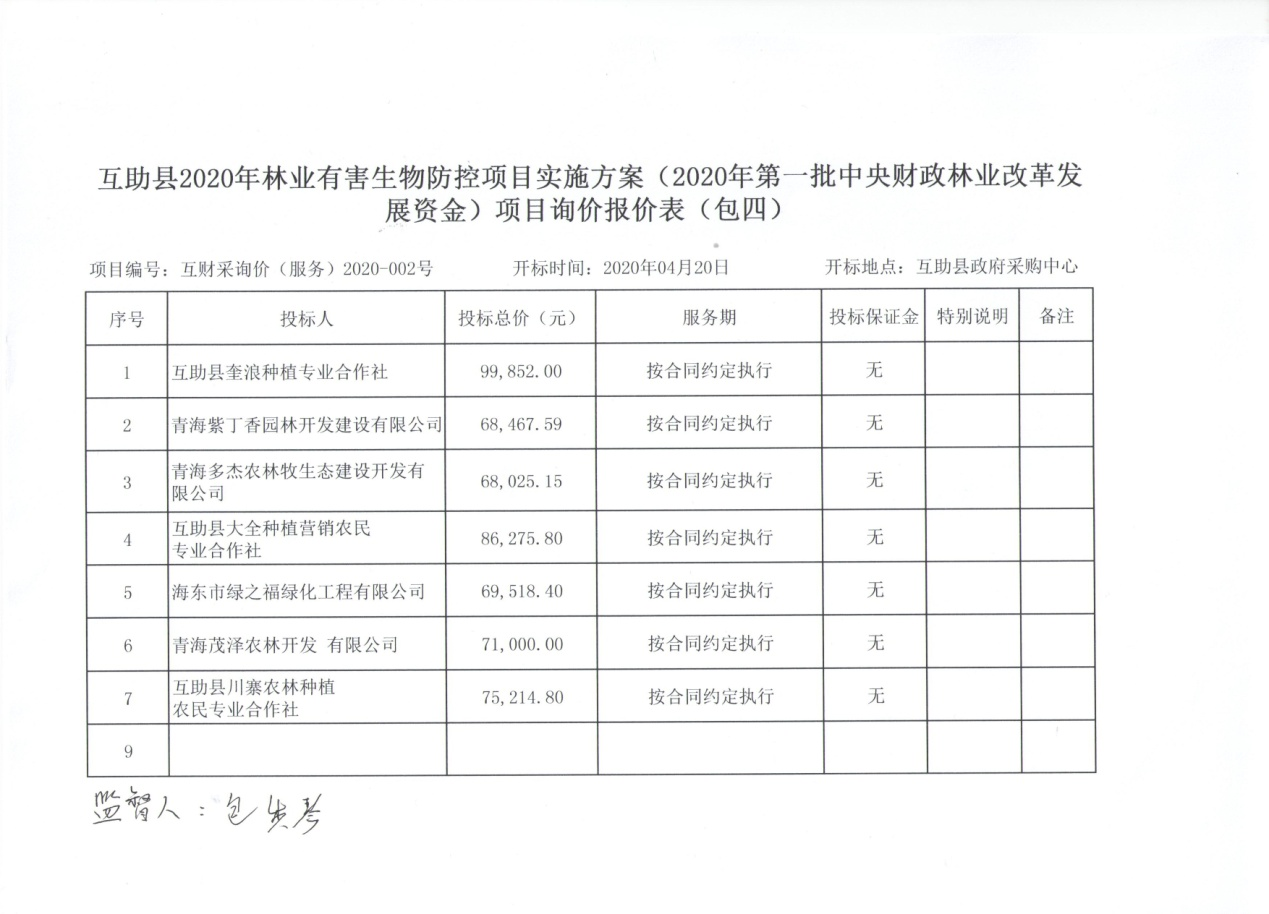 互助县2020年林业有害生物防控项目实施方案（2020年第一批中央财政林业改革发
展资金）项目询价报价表（包四）
项目编号：互财采询价（服务）2020-002号 开标时间：2020年04月20日 开标地点：互助县政府采购中心
序号 投标人 投标总价（元） 服务期 投标保证金 特别说明 备注
1 互助县奎浪种植专业合作社 99,852.00 按合同约定执行 无
2 青海紫丁香园林开发建设有限公司 68,467.59 按合同约定执行 无
3 青海多杰农林牧生态建设开发有
限公司 68,025.15 按合同约定执行 无
4 互助县大全种植营销农民
专业合作社 86,275.80 按合同约定执行 无
5 海东市绿之福绿化工程有限公司 69,518.40 按合同约定执行 无
6 青海茂泽农林开发 有限公司 71,000.00 按合同约定执行 无
7 互助县川寨农林种植
农民专业合作社 75,214.80 按合同约定执行 无
9
监督人：包